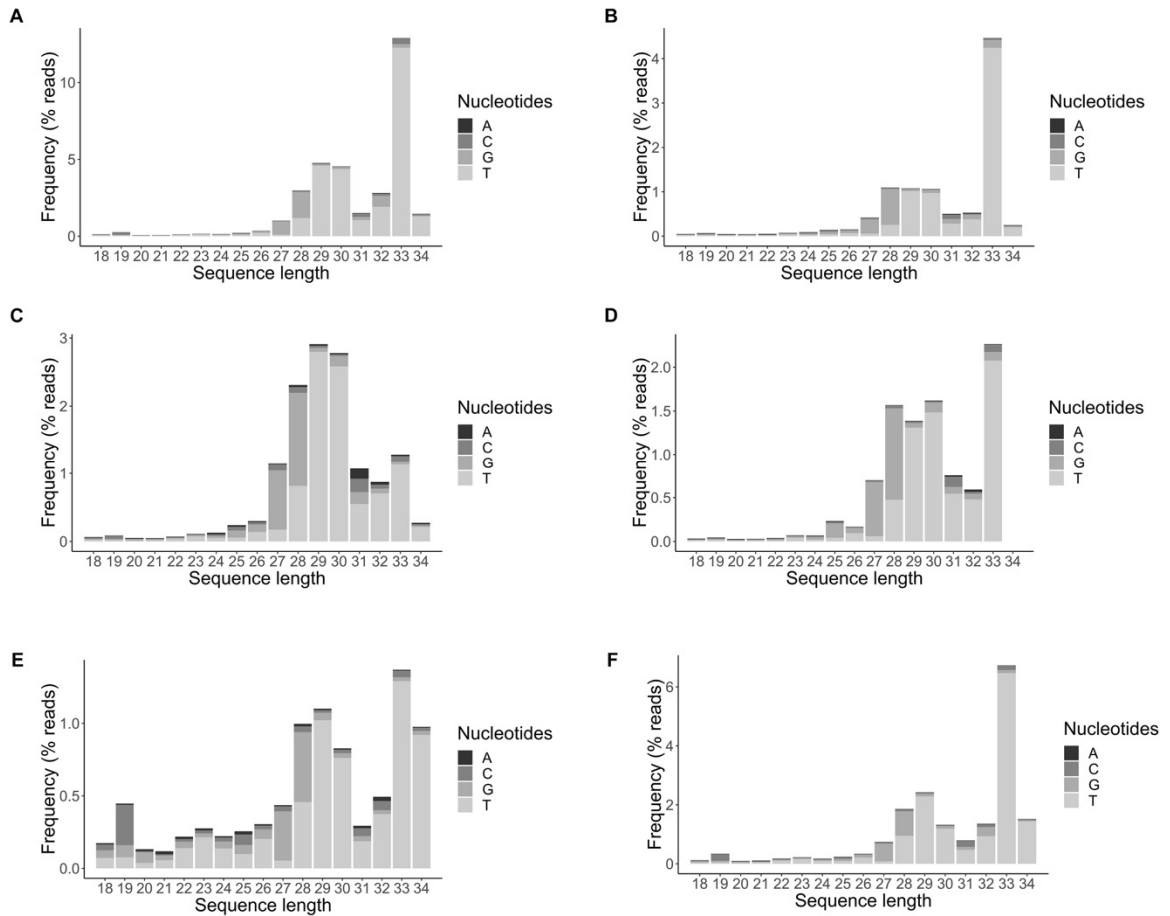 A
Frequency (% reads)
10
5
0
18 19 20 21 22 23 24 25 26 27 28 29 30 31 32 33 34
Sequence length
Nucleotides
A
C
G
T
B
Frequency (% reads)
4
3
2
1
0
18 19 20 21 22 23 24 25 26 27 28 29 30 31 32 33 34
Sequence length
Nucleotides
A
C
G
T
C
Frequency (% reads)
3
2
1
0
18 19 20 21 22 23 24 25 26 27 28 29 30 31 32 33 34
Sequence length
Nucleotides
A
C
G
T
D
Frequency (% reads)
2.0
1.5
1.0
0.5
0.0
18 19 20 21 22 23 24 25 26 27 28 29 30 31 32 33 34
Sequence length
Nucleotides
A
C
G
T
E
Frequency (% reads)
1.0
0.5
0.0
18 19 20 21 22 23 24 25 26 27 28 29 30 31 32 33 34
Sequence length
Nucleotides
A
C
G
T
F
Frequency (% reads)
6
4
2
0
18 19 20 21 22 23 24 25 26 27 28 29 30 31 32 33 34
Sequence length
Nucleotides
A
C
G
T